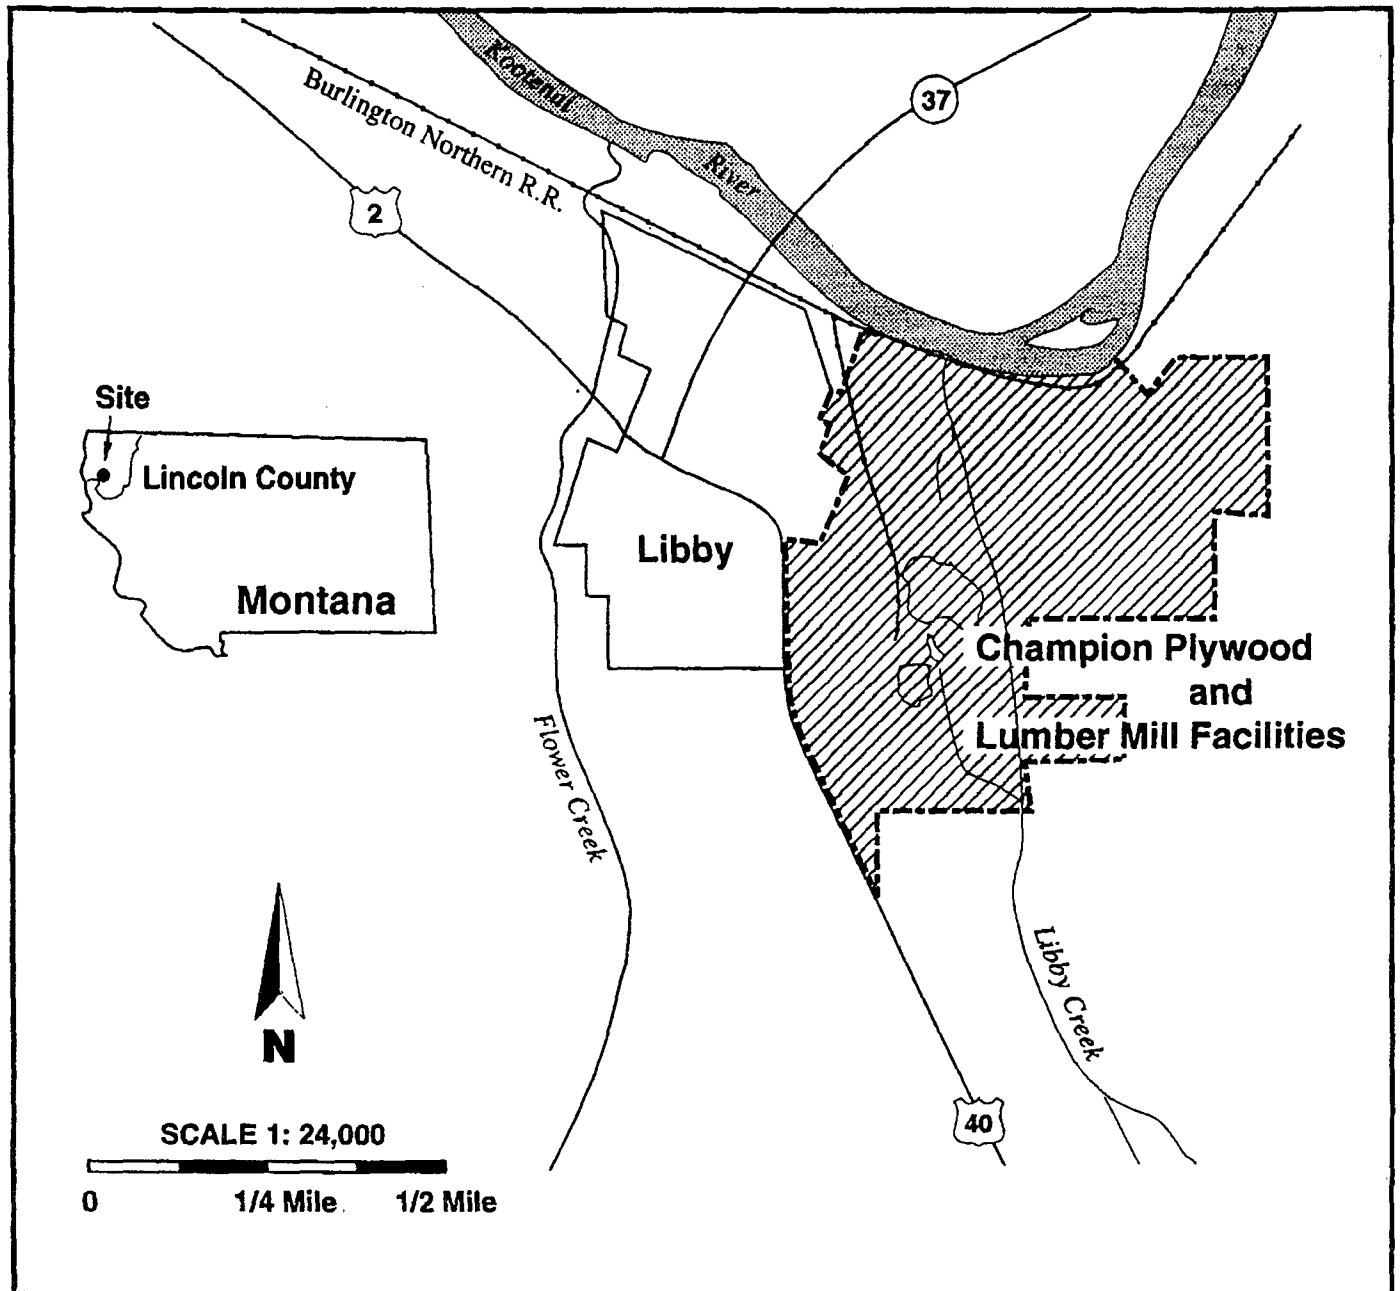 Kootenai
River
37
Burlington Northern R.R.
2
Site
Lincoln County
Montana
Libby
Champion Plywood
and
Lumber Mill Facilities
Flower Creek
Libby Creek
N
40
SCALE 1: 24,000
0 1/4 Mile 1/2 Mile